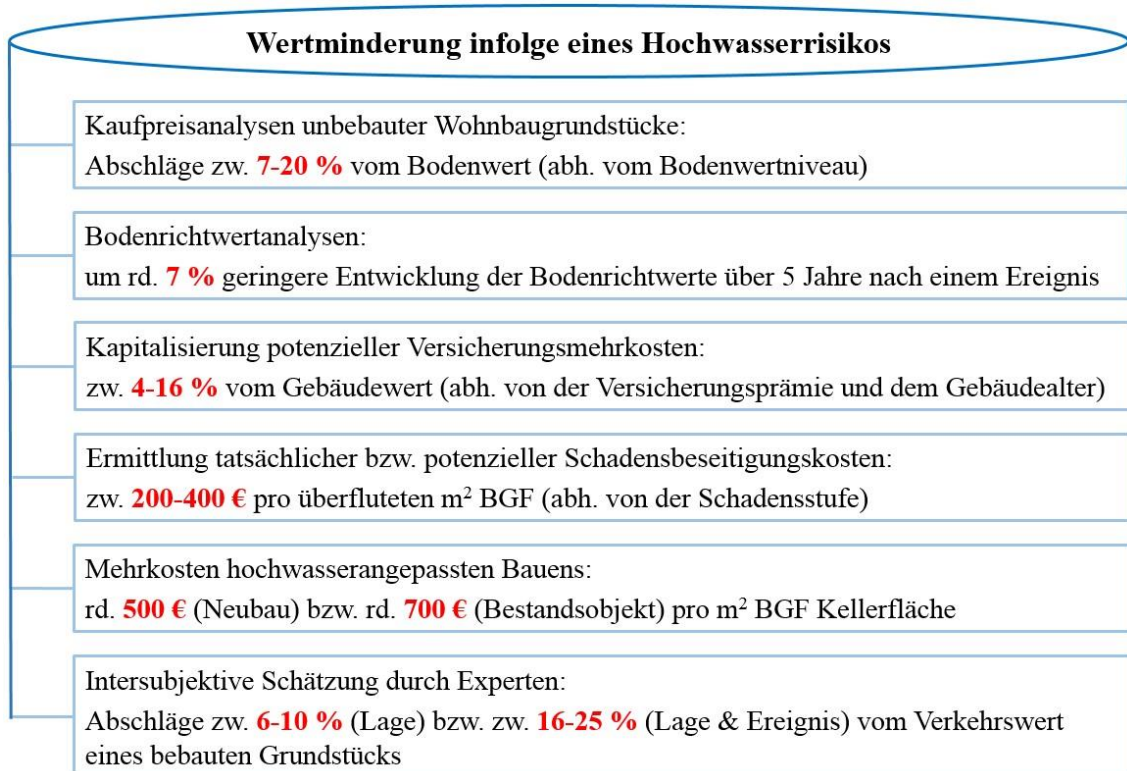 Wertminderung infolge eines Hochwasserrisikos
Kaufpreisanalysen unbebauter Wohnbaugrundstücke:
Abschläge zw. 7-20 % vom Bodenwert (abh. vom Bodenwertniveau)
Bodenrichtwertanalysen:
um rd. 7 % geringere Entwicklung der Bodenrichtwerte über 5 Jahre nach einem Ereignis
Kapitalisierung potenzieller Versicherungsmehrkosten:
zw. 4-16 % vom Gebäudewert (abh. von der Versicherungsprämie und dem Gebäudealter)
Ermittlung tatsächlicher bzw. potenzieller Schadensbeseitigungskosten:
zw. 200-400 € pro überfluteten m² BGF (abh. von der Schadensstufe)
Mehrkosten hochwasserangepassten Bauens:
rd. 500 € (Neubau) bzw. rd. 700 € (Bestandsobjekt) pro m² BGF Kellerfläche
Intersubjektive Schätzung durch Experten:
Abschläge zw. 6-10 % (Lage) bzw. zw. 16-25 % (Lage & Ereignis) vom Verkehrswert
eines bebauten Grundstücks